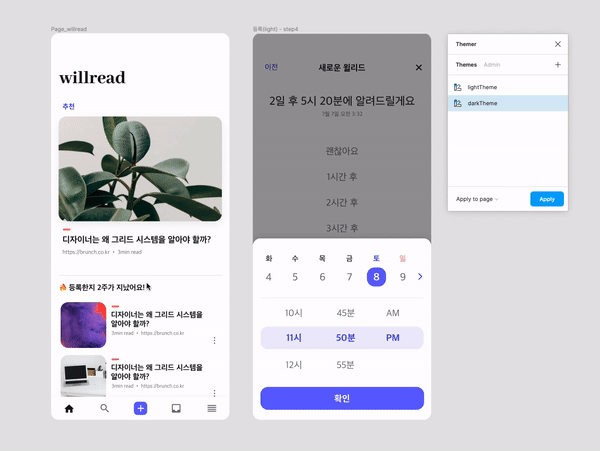 Page_willread
willread
추천
디자이너는 왜 그리드 시스템을 알아야 할까?
https://brunch.co.kr • 3min read
🔥 등록한지 2주가 지났어요!
디자이너는 왜 그리드 시스템을
알아야 할까?
3min read • https://brunch.co.kr
디자이너는 왜 그리드 시스템을
알아야 할까?
3min read • https://brunch.co.kr
등록(light) - step4
이전 새로운 윌리드
2일 후 5시 20분에 알려드릴게요
7월 7일 오전 3:32
괜찮아요
1시간 후
2시간 후
3시간 후
화 수 목 금 토 일
4 5 6 7 8 9
10시 45분 AM
11시 50분 PM
12시 55분
확인
Themer
Themes Admin
lightTheme
darkTheme
Apply to page Apply